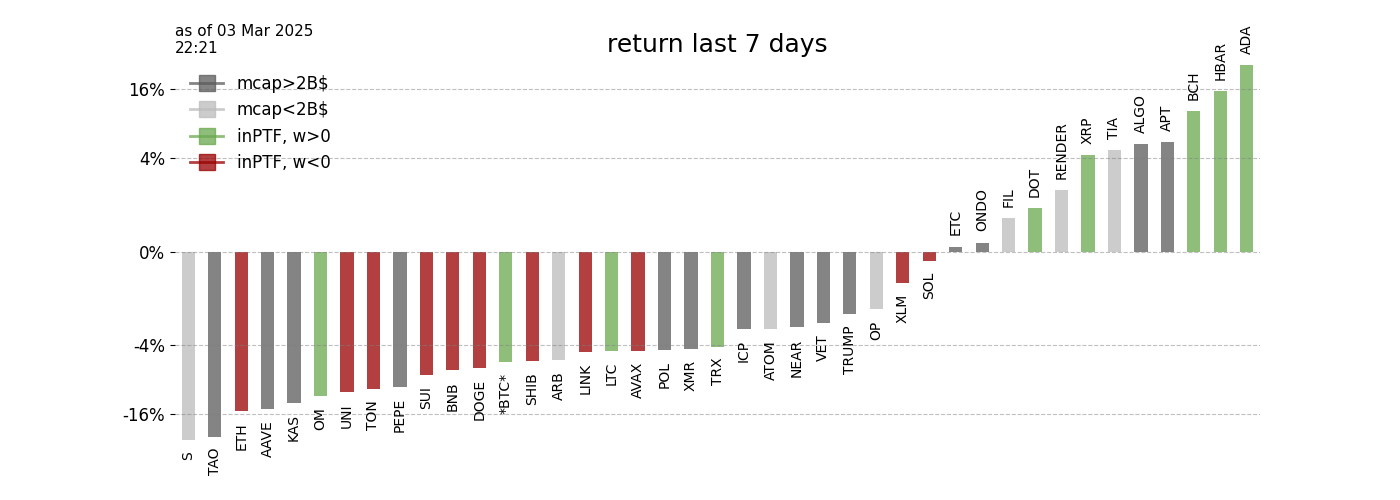 as of 03 Mar 2025
22:21
return last 7 days
mcap>2B$
mcap<2B$
inPTF, w>0
inPTF, w<0
16%
4%
0%
-4%
-16%
S
TAO
ETH
AAVE
KAS
OM
UNI
TON
PEPE
SUI
BNB
DOGE
*BTC*
SHIB
ARB
LINK
LTC
AVAX
POL
XMR
TRX
ICP
ATOM
NEAR
VET
TRUMP
OP
XLM
SOL
ETC
ONDO
FIL
DOT
RENDER
XRP
TIA
ALGO
APT
BCH
HBAR
ADA